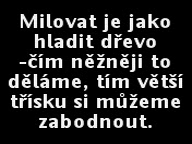 Milovat je jako
hladit dřevo
-čím něžněji to
děláme, tím větší
třísku si můžeme
zabodnout.